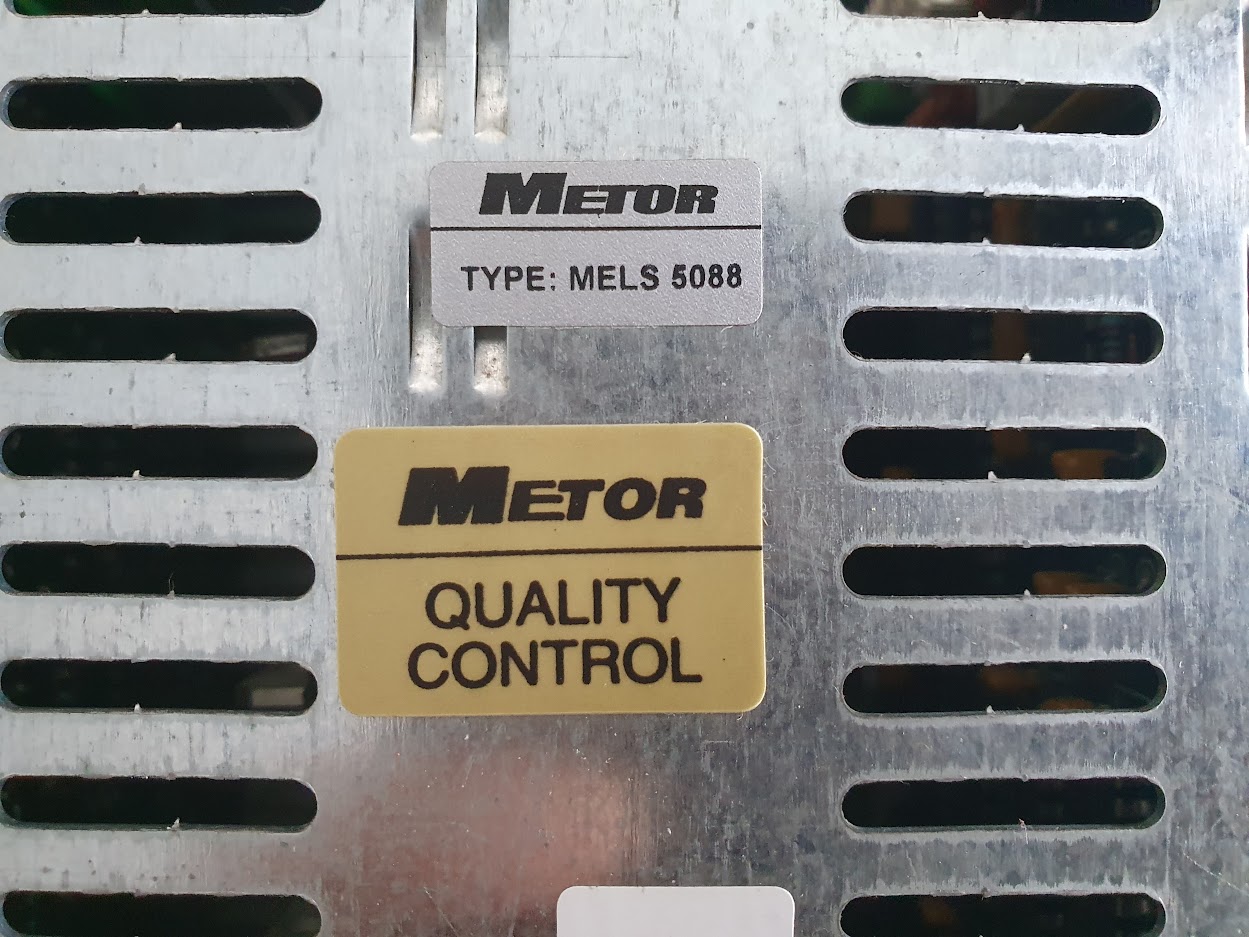 METOR
TYPE: MELS 5088
METOR
QUALITY
CONTROL